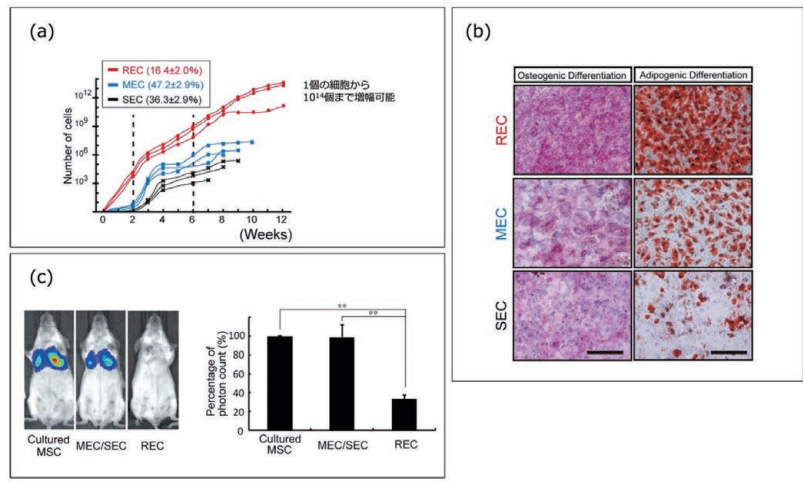 (a)
REC (16.4±2.0%)
MEC (47.2±2.9%)
SEC (36.3±2.9%)
1個の細胞から
10¹⁴個まで増幅可能
Number of cells
10¹²
10⁹
10⁶
10³
0 2 4 6 8 10 12
(Weeks)
(b)
Osteogenic Differentiation Adipogenic Differentiation
REC
MEC
SEC
(c)
Cultured MSC
MEC/SEC
REC
Percentage of
photon count (%)
120
100
80
60
40
20
0
**
**
Cultured
MSC
MEC/SEC
REC